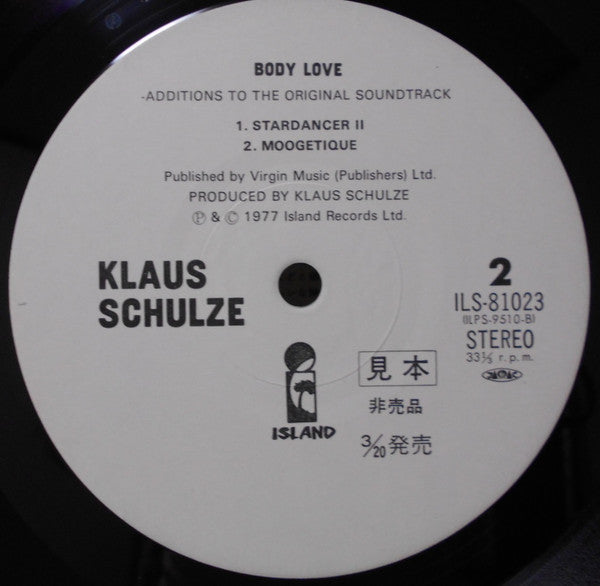 BODY LOVE
-ADDITIONS TO THE ORIGINAL SOUNDTRACK
1. STARDANCER II
2. MOOGETIQUE
Published by Virgin Music (Publishers) Ltd.
PRODUCED BY KLAUS SCHULZE
Ⓟ & © 1977 Island Records Ltd.
KLAUS
SCHULZE
2
ILS-81023
(ILPS-9510-B)
STEREO
33⅓ r.p.m.
ISLAND
見本
非売品
3/20発売